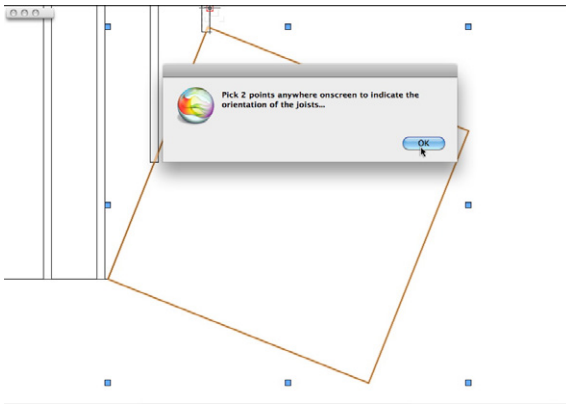 Pick 2 points anywhere onscreen to indicate the
orientation of the joists...
OK